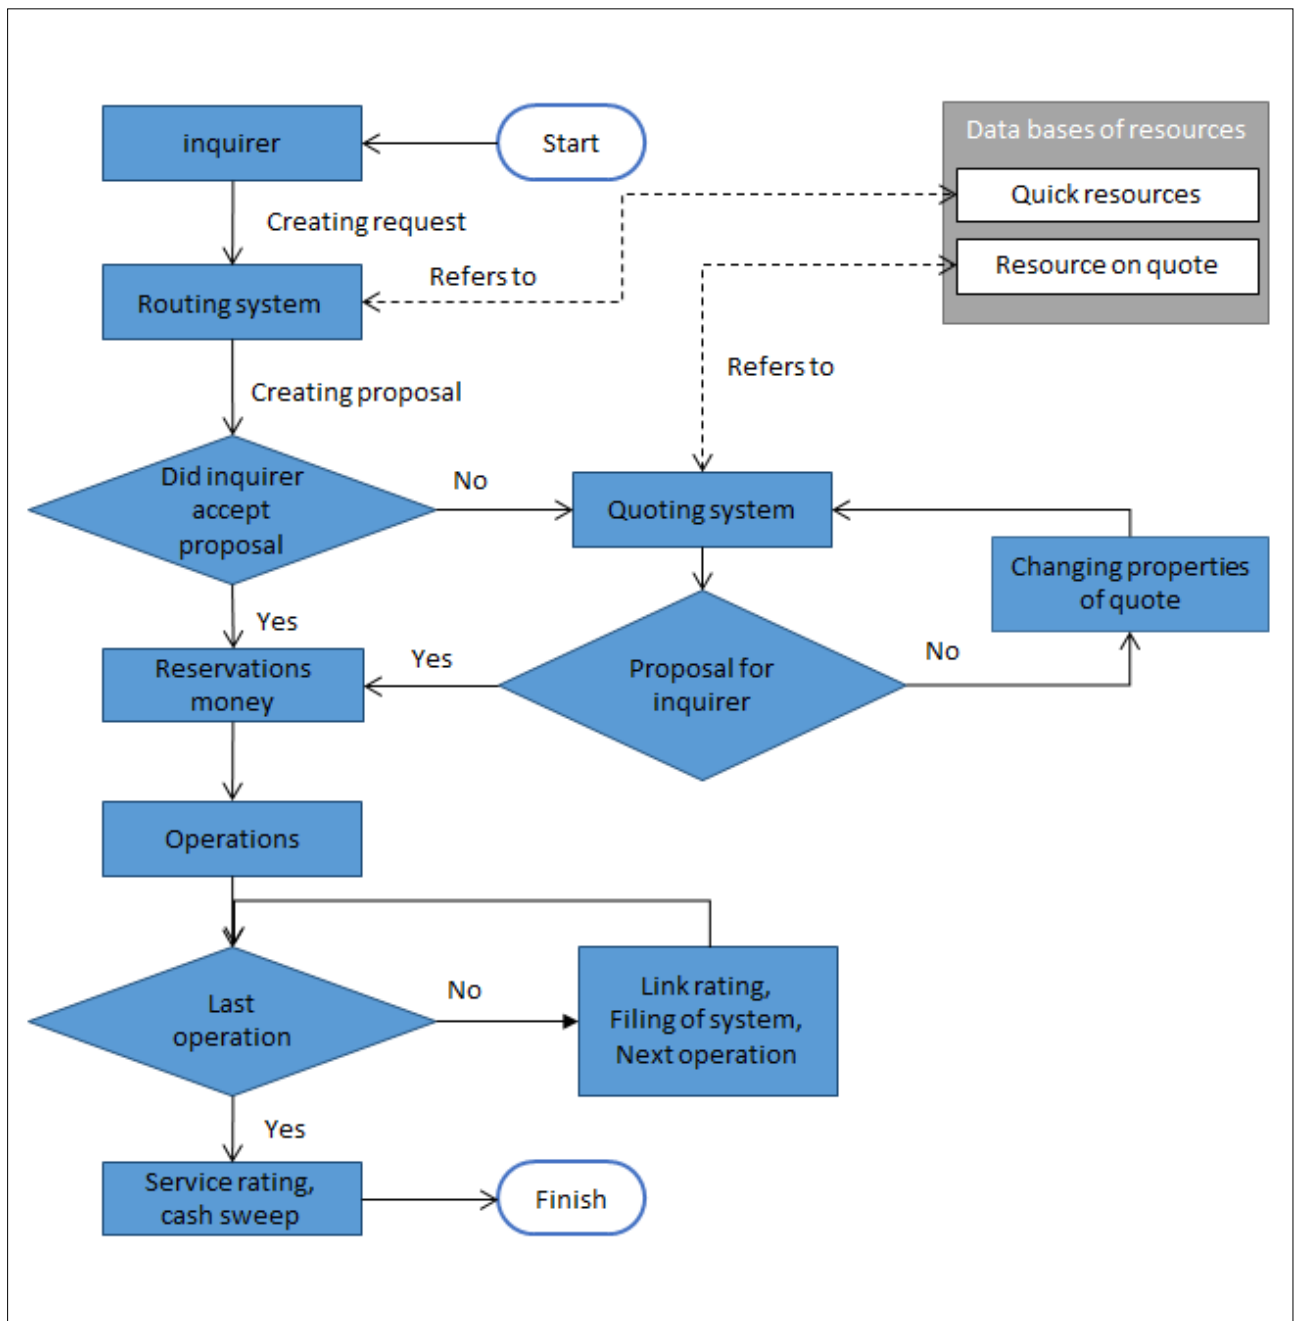 inquirer
Start
Data bases of resources
Quick resources
Resource on quote
Creating request
Refers to
Routing system
Refers to
Creating proposal
Did inquirer
accept
proposal
No
Quoting system
Changing properties
of quote
Yes
Reservations
money
Yes
Proposal for
inquirer
No
Operations
Last
operation
No
Link rating,
Filing of system,
Next operation
Yes
Service rating,
cash sweep
Finish